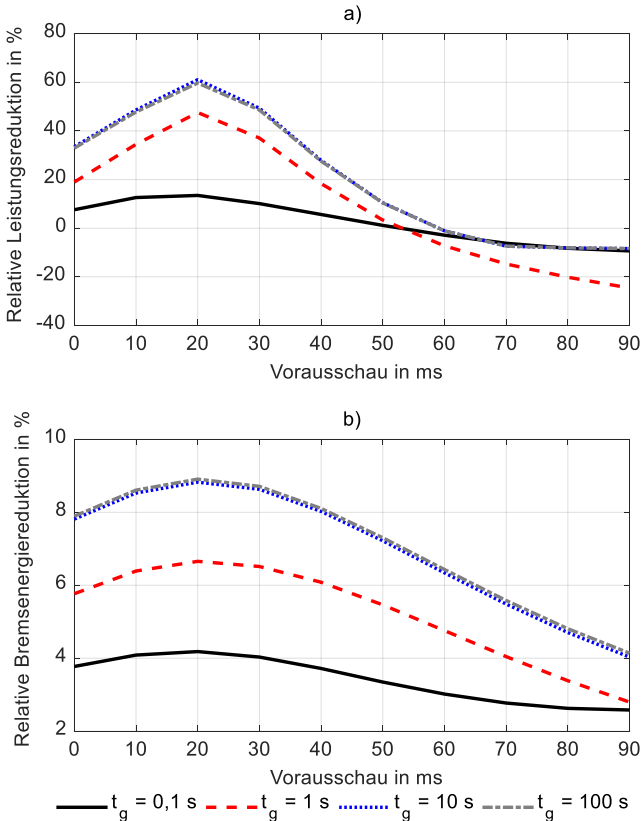 a)
Relative Leistungsreduktion in %
80
60
40
20
0
-20
-40
0 10 20 30 40 50 60 70 80 90
Vorausschau in ms
b)
Relative Bremsenergiereduktion in %
10
8
6
4
2
0 10 20 30 40 50 60 70 80 90
Vorausschau in ms
t_g = 0,1 s t_g = 1 s t_g = 10 s t_g = 100 s